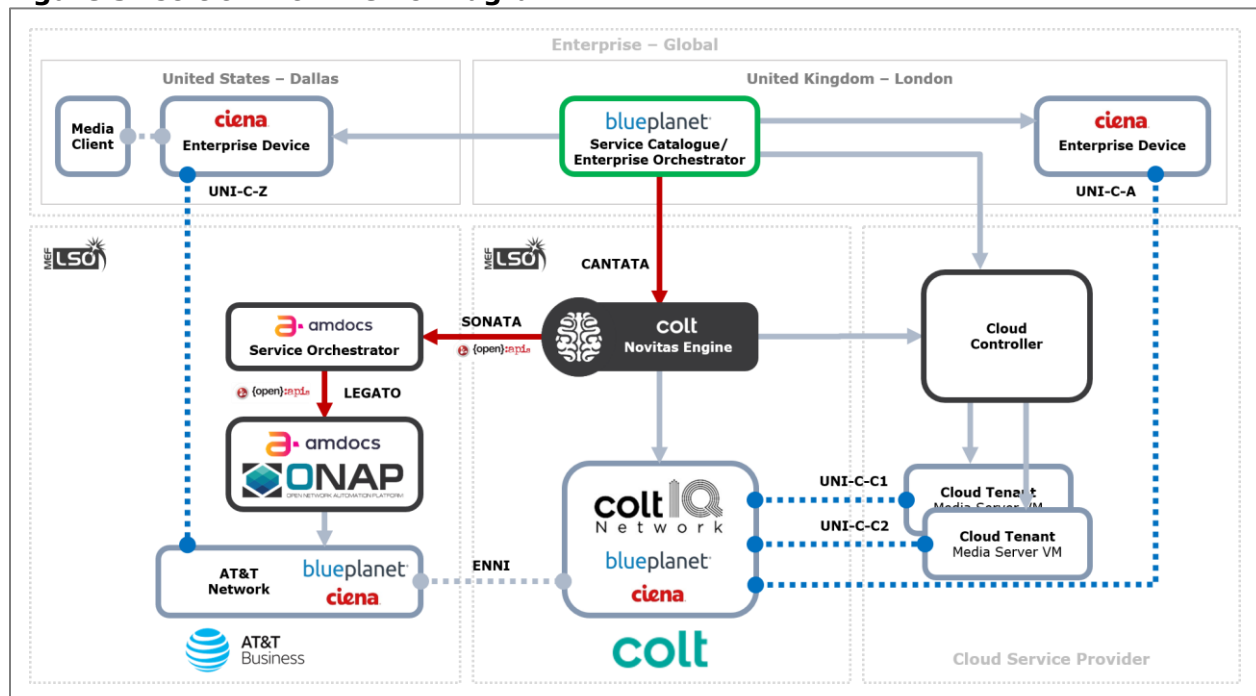 Enterprise – Global
United States – Dallas
United Kingdom – London
Media
Client
ciena
Enterprise Device
blueplanet
Service Catalogue/
Enterprise Orchestrator
ciena
Enterprise Device
UNI-C-Z
UNI-C-A
MEF
LSO
MEF
LSO
CANTATA
amdocs
Service Orchestrator
SONATA
{open}:apis
colt
Novitas Engine
Cloud
Controller
{open}:apis
LEGATO
amdocs
ONAP
OPEN NETWORK AUTOMATION PLATFORM
colt IQ
Network
blueplanet
ciena
UNI-C-C1
UNI-C-C2
Cloud Tenant
Media Server VM
Cloud Tenant
Media Server VM
AT&T
Network
blueplanet
ciena
ENNI
AT&T
Business
colt
Cloud Service Provider